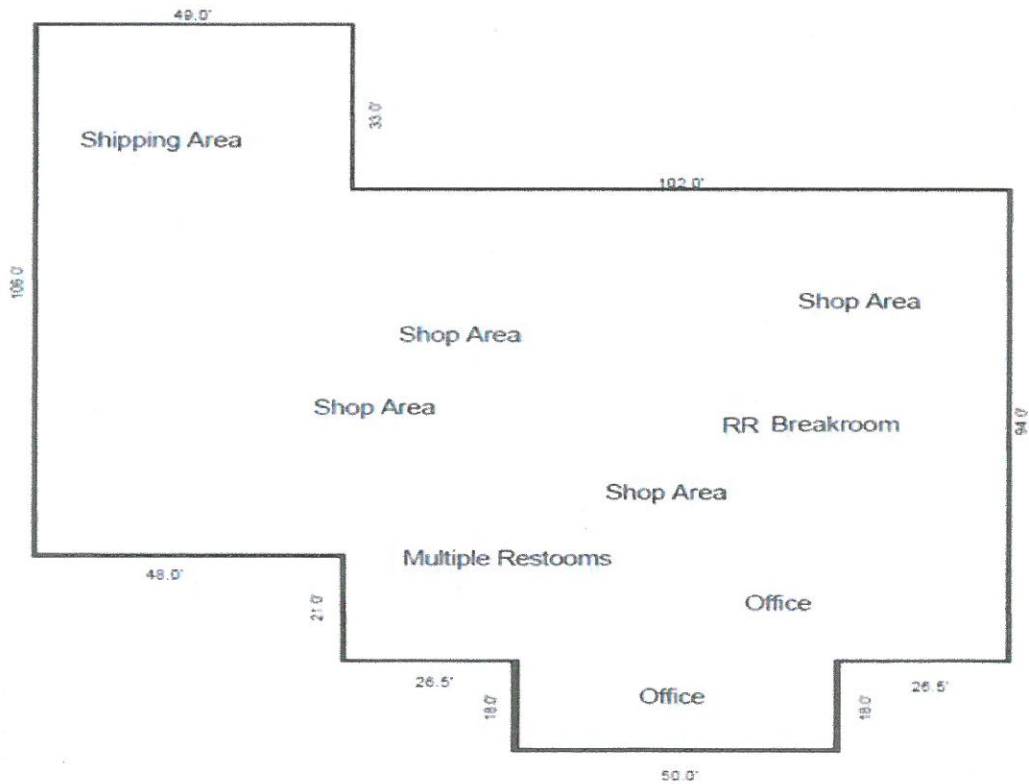 49.0'
Shipping Area
33.0'
102.0'
106.0'
Shop Area
Shop Area
Shop Area
RR Breakroom
94.0'
Shop Area
Multiple Restooms
48.0'
21.0'
Office
26.5'
18.0'
Office
18.0'
26.5'
50.0'